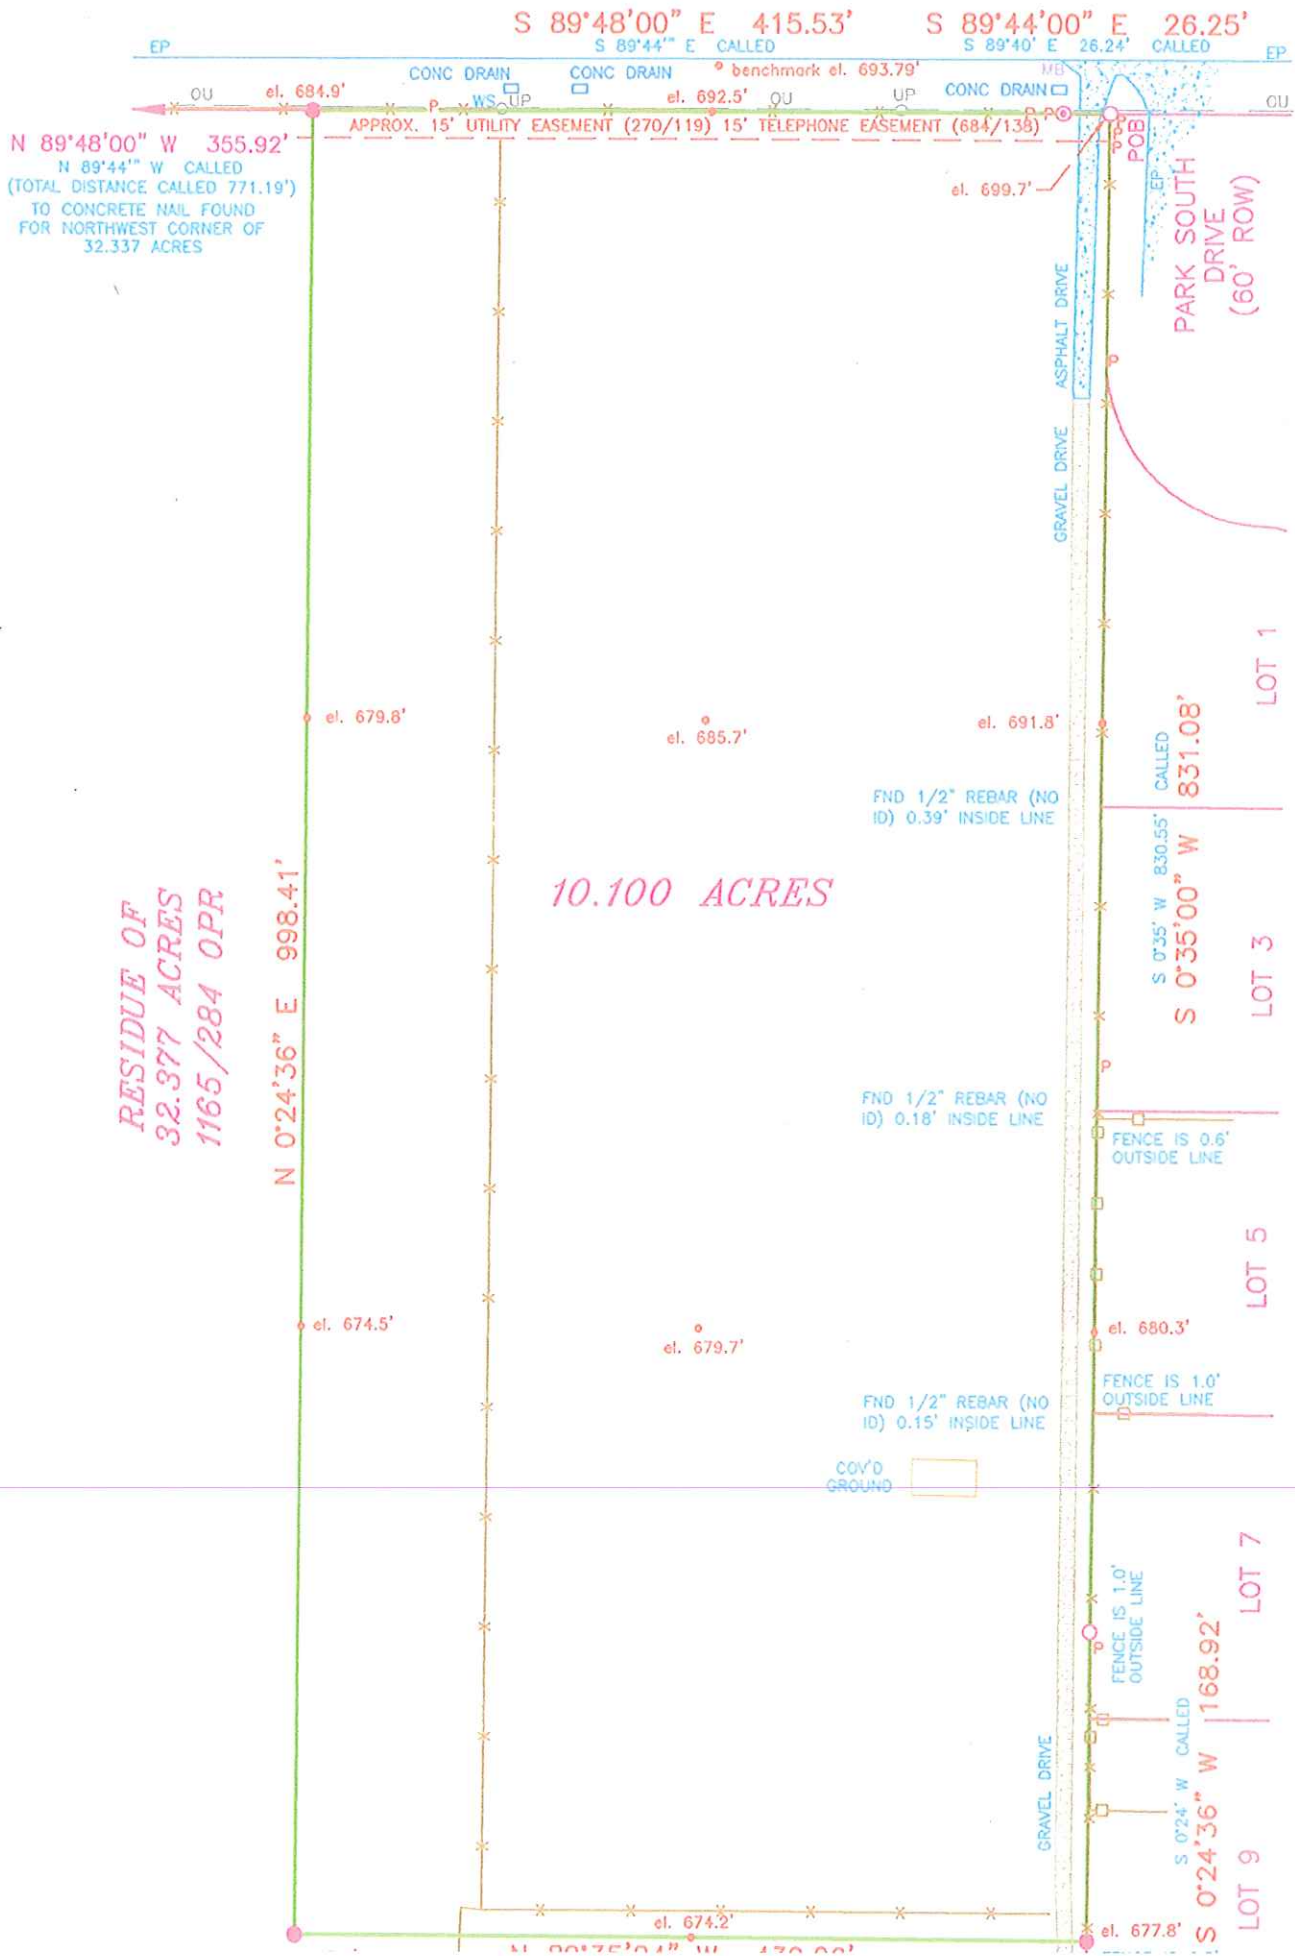 S 89°48'00" E 415.53'
S 89°44'00" E 26.25'
S 89°44'" E CALLED
S 89°40' E 26.24' CALLED
EP
EP
CONC DRAIN
CONC DRAIN
benchmark el. 693.79'
MB
CONC DRAIN
OU
el. 684.9'
P
WS
UP
el. 692.5'
OU
UP
P
P
OU
APPROX. 15' UTILITY EASEMENT (270/119) 15' TELEPHONE EASEMENT (684/138)
P
P
P
POB
N 89°48'00" W 355.92'
N 89°44'" W CALLED
(TOTAL DISTANCE CALLED 771.19')
TO CONCRETE NAIL FOUND
FOR NORTHWEST CORNER OF
32.337 ACRES
el. 699.7'
EP
PARK SOUTH
DRIVE
(60' ROW)
ASPHALT DRIVE
P
GRAVEL DRIVE
LOT 1
el. 679.8'
el. 685.7'
el. 691.8'
FND 1/2" REBAR (NO
ID) 0.39' INSIDE LINE
S 0°35' W 830.55' CALLED
S 0°35'00" W 831.08'
10.100 ACRES
RESIDUE OF
32.377 ACRES
1165/284 OPR
N 0°24'36" E 998.41'
LOT 3
P
FND 1/2" REBAR (NO
ID) 0.18' INSIDE LINE
FENCE IS 0.6'
OUTSIDE LINE
LOT 5
el. 674.5'
el. 679.7'
el. 680.3'
FENCE IS 1.0'
OUTSIDE LINE
FND 1/2" REBAR (NO
ID) 0.15' INSIDE LINE
COV'D
GROUND
LOT 7
FENCE IS 1.0'
OUTSIDE LINE
P
GRAVEL DRIVE
S 0°24' W CALLED
S 0°24'36" W 168.92'
LOT 9
el. 674.2'
el. 677.8'